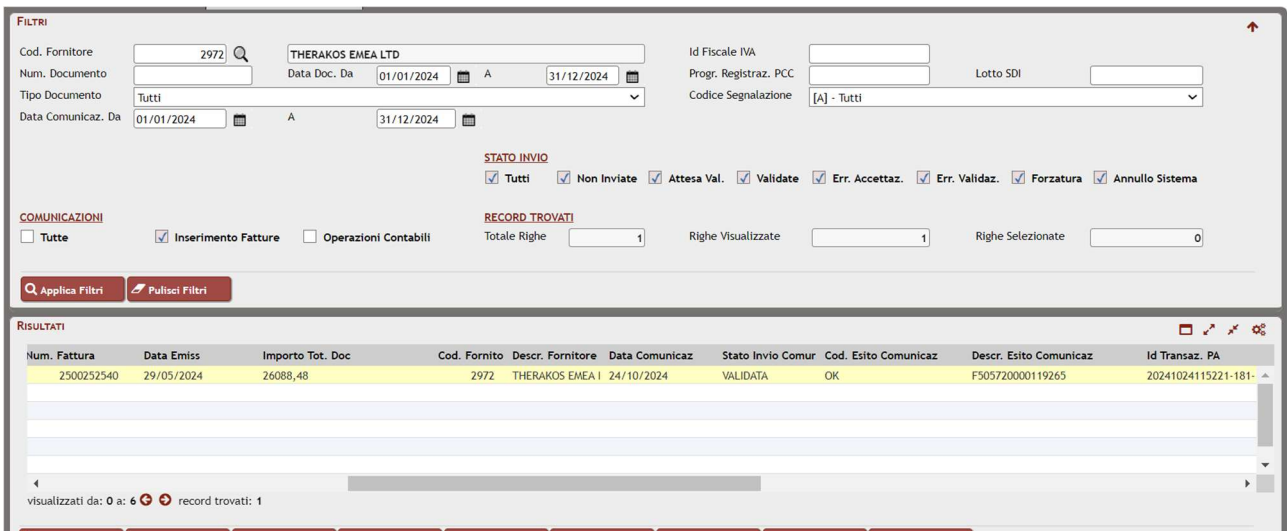 FILTRI
Cod. Fornitore 2972 THERAKOS EMEA LTD Id Fiscale IVA
Num. Documento Data Doc. Da 01/01/2024 A 31/12/2024 Progr. Registraz. PCC Lotto SDI
Tipo Documento Tutti Codice Segnalazione [A] - Tutti
Data Comunicaz. Da 01/01/2024 A 31/12/2024
STATO INVIO
Tutti Non Inviate Attesa Val. Validate Err. Accettaz. Err. Validaz. Forzatura Annullo Sistema
COMUNICAZIONI RECORD TROVATI
Tutte Inserimento Fatture Operazioni Contabili Totale Righe 1 Righe Visualizzate 1 Righe Selezionate 0
Applica Filtri Pulisci Filtri
RISULTATI
Num. Fattura Data Emiss Importo Tot. Doc Cod. Fornito Descr. Fornitore Data Comunicaz Stato Invio Comur Cod. Esito Comunicaz Descr. Esito Comunicaz Id Transaz. PA
2500252540 29/05/2024 26088,48 2972 THERAKOS EMEA I 24/10/2024 VALIDATA OK F505720000119265 20241024115221-181-
visualizzati da: 0 a: 6 record trovati: 1